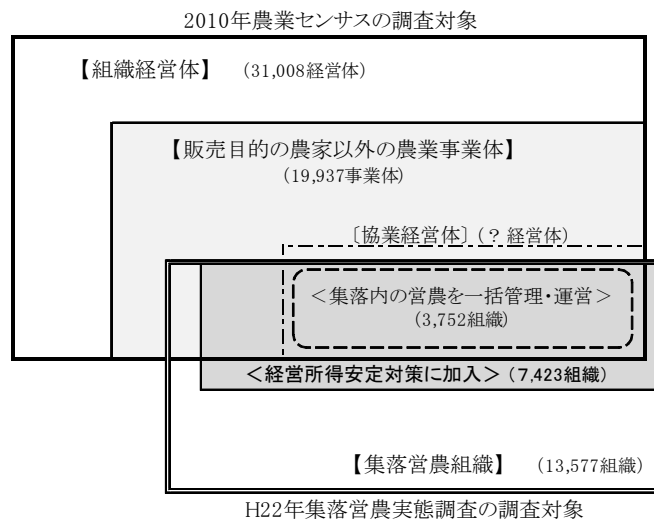 2010年農業センサスの調査対象
【組織経営体】 (31,008経営体)
【販売目的の農家以外の農業事業体】
(19,937事業体)
〔協業経営体〕(? 経営体)
<集落内の営農を一括管理・運営>
(3,752組織)
<経営所得安定対策に加入>(7,423組織)
【集落営農組織】 (13,577組織)
H22年集落営農実態調査の調査対象